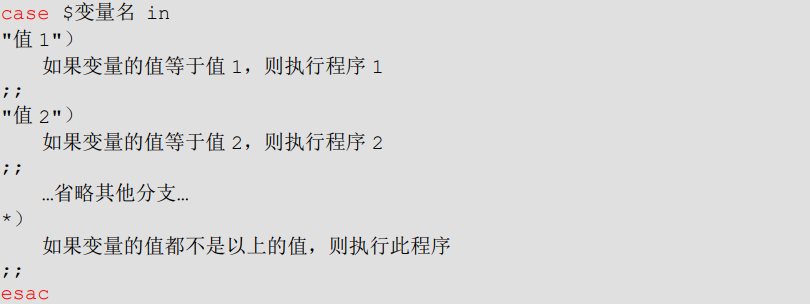 case $变量名 in
"值 1"）
如果变量的值等于值 1，则执行程序 1
;;
"值 2"）
如果变量的值等于值 2，则执行程序 2
;;
…省略其他分支…
*）
如果变量的值都不是以上的值，则执行此程序
;;
esac